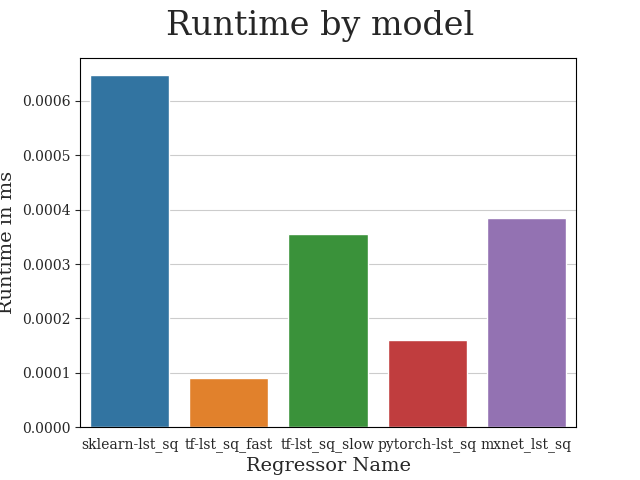 Runtime by model
Runtime in ms
0.0006
0.0005
0.0004
0.0003
0.0002
0.0001
0.0000
sklearn-lst_sq tf-lst_sq_fast tf-lst_sq_slow pytorch-lst_sq mxnet_lst_sq
Regressor Name